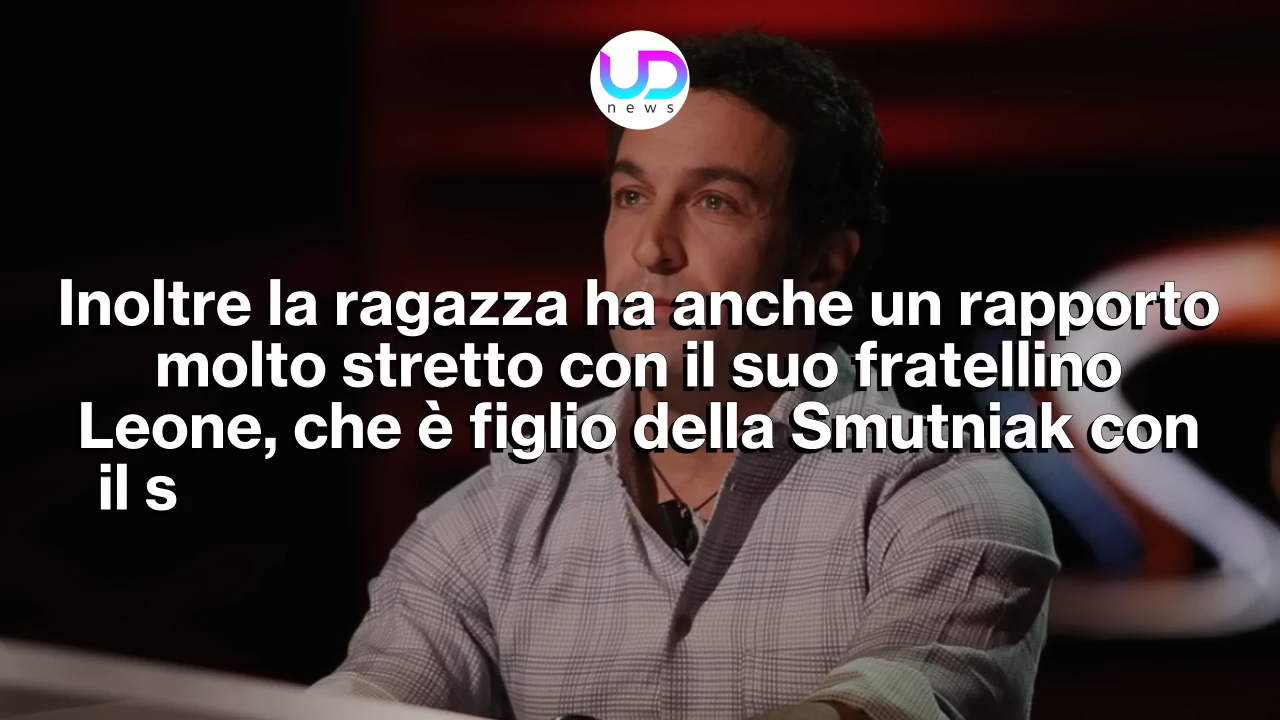 UD
news
Inoltre la ragazza ha anche un rapporto
molto stretto con il suo fratellino
Leone, che è figlio della Smutniak con
il s